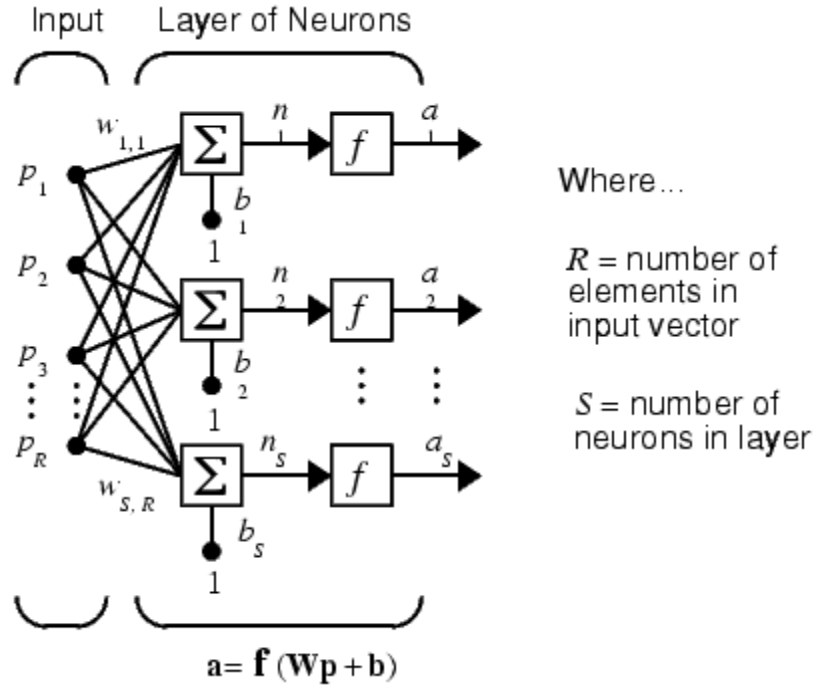 Input Layer of Neurons
w1,1 n1 a1
Σ f
p1
b1
1
Where...
p2 n2 a2
Σ f
R = number of
elements in
input vector
p3
b2
1
pR nS aS
Σ f
S = number of
neurons in layer
wS, R
bS
1
a= f (Wp + b)